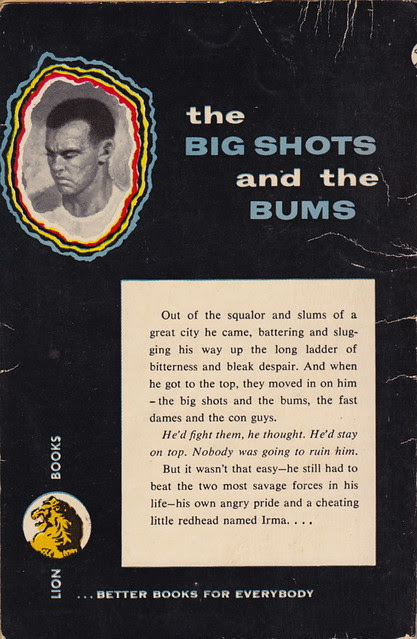 the
BIG SHOTS
and the
BUMS
Out of the squalor and slums of a
great city he came, battering and slug-
ging his way up the long ladder of
bitterness and bleak despair. And when
he got to the top, they moved in on him
– the big shots and the bums, the fast
dames and the con guys.
He'd fight them, he thought. He'd stay
on top. Nobody was going to ruin him.
But it wasn't that easy—he still had to
beat the two most savage forces in his
life—his own angry pride and a cheating
little redhead named Irma. . . .
LION BOOKS
. . . BETTER BOOKS FOR EVERYBODY